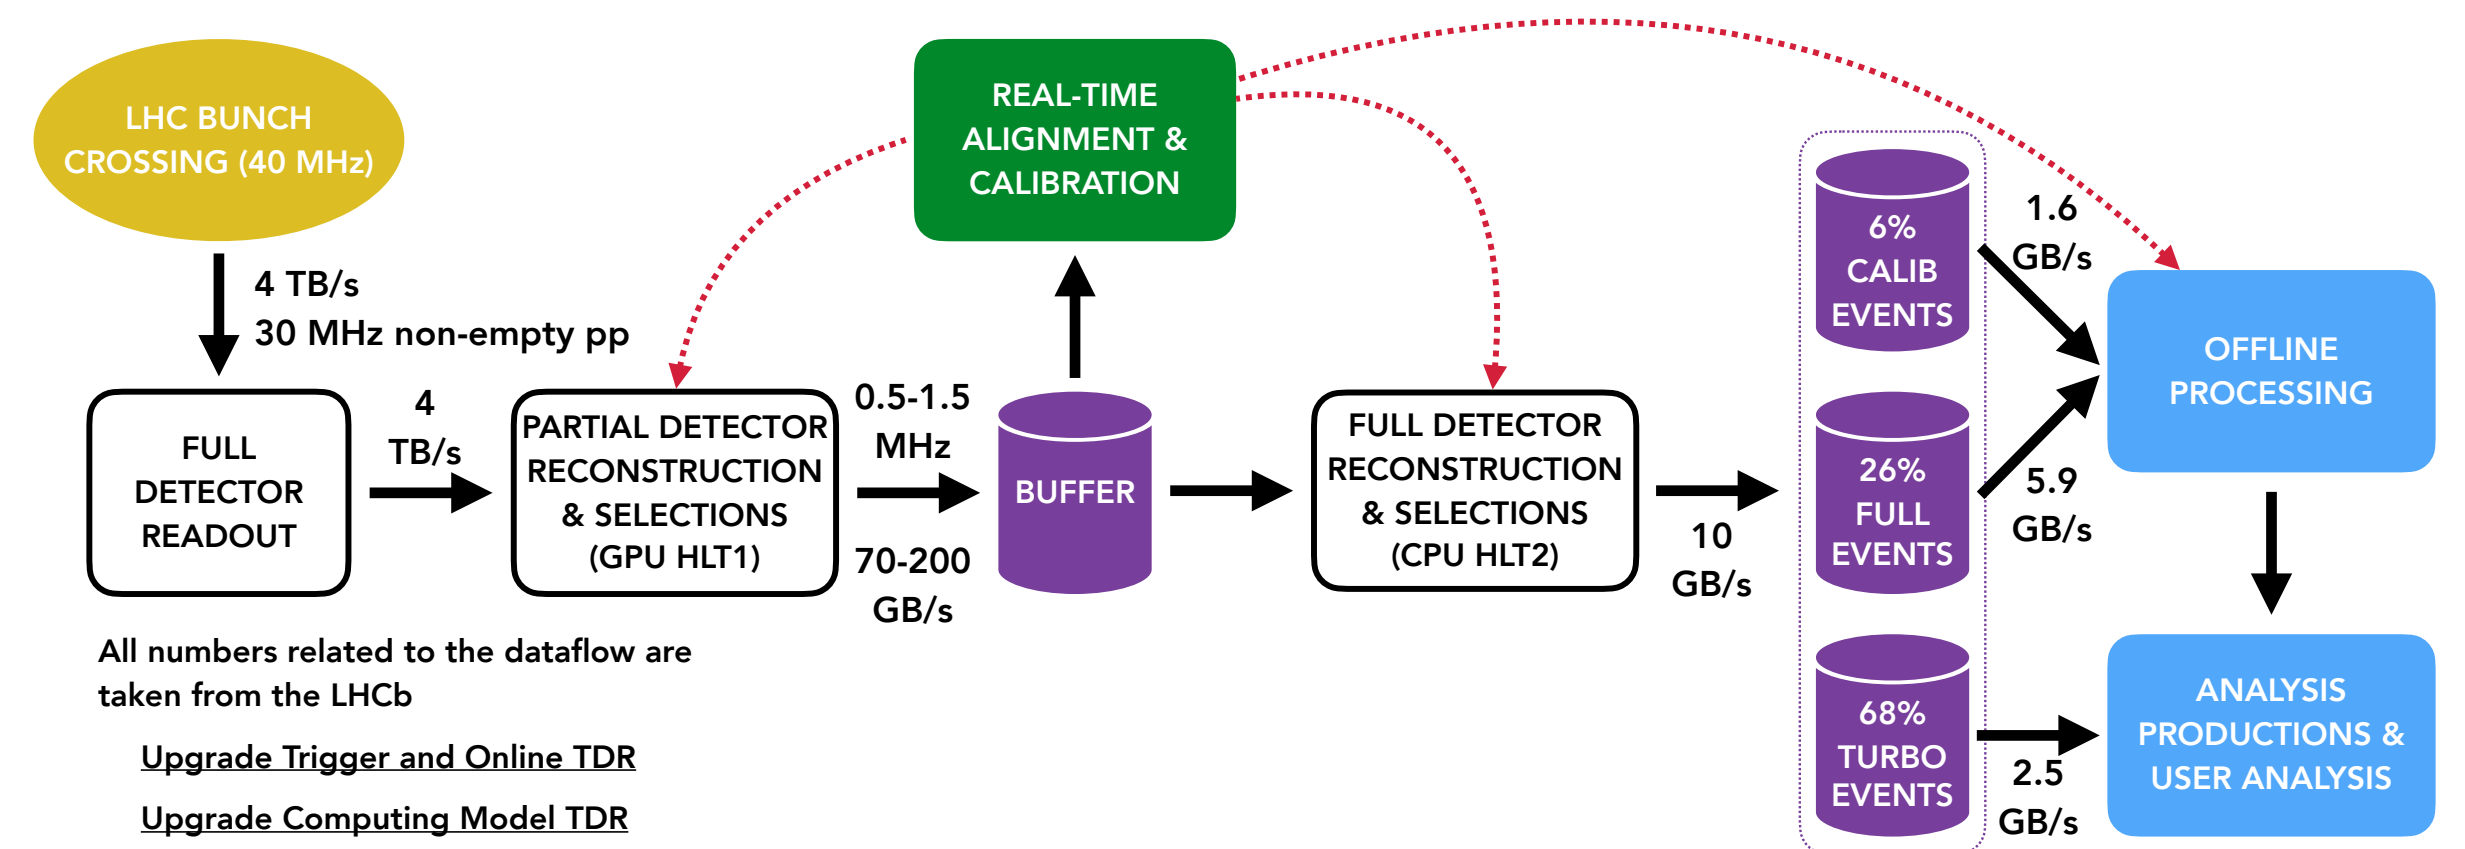 LHC BUNCH
CROSSING (40 MHz)
4 TB/s
30 MHz non-empty pp
FULL
DETECTOR
READOUT
4
TB/s
PARTIAL DETECTOR
RECONSTRUCTION
& SELECTIONS
(GPU HLT1)
0.5-1.5
MHz
70-200
GB/s
REAL-TIME
ALIGNMENT &
CALIBRATION
BUFFER
FULL DETECTOR
RECONSTRUCTION
& SELECTIONS
(CPU HLT2)
10
GB/s
6%
CALIB
EVENTS
26%
FULL
EVENTS
68%
TURBO
EVENTS
1.6
GB/s
5.9
GB/s
2.5
GB/s
OFFLINE
PROCESSING
ANALYSIS
PRODUCTIONS &
USER ANALYSIS
All numbers related to the dataflow are
taken from the LHCb
Upgrade Trigger and Online TDR
Upgrade Computing Model TDR